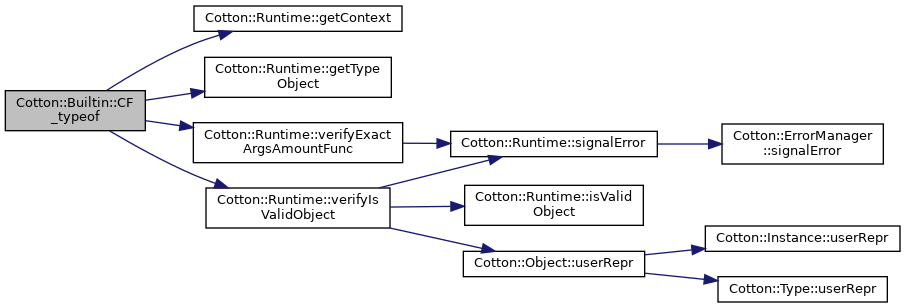 Cotton::Builtin::CF
_typeof
Cotton::Runtime::getContext
Cotton::Runtime::getType
Object
Cotton::Runtime::verifyExact
ArgsAmountFunc
Cotton::Runtime::verifyIs
ValidObject
Cotton::Runtime::signalError
Cotton::ErrorManager
::signalError
Cotton::Runtime::isValid
Object
Cotton::Object::userRepr
Cotton::Instance::userRepr
Cotton::Type::userRepr